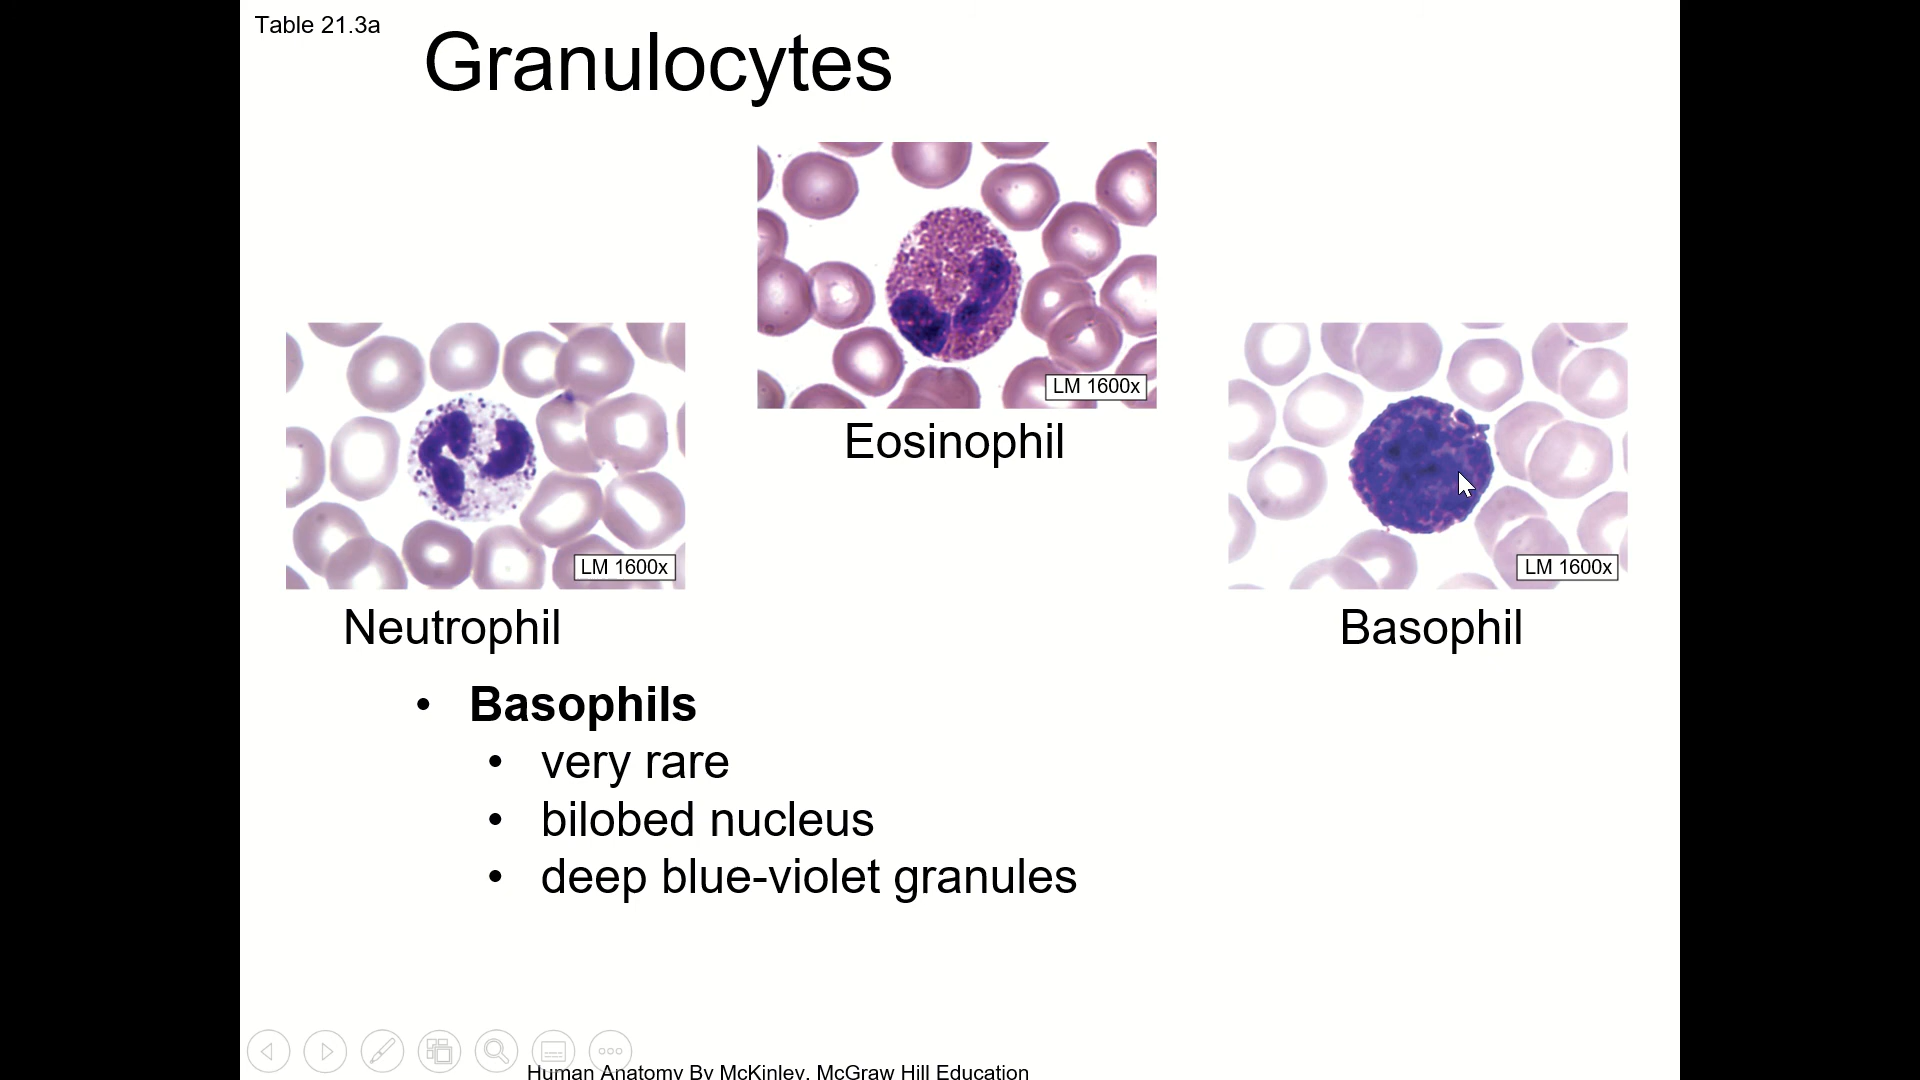 Table 21.3a
Granulocytes
LM 1600x
Eosinophil
LM 1600x
Neutrophil
LM 1600x
Basophil
• Basophils
• very rare
• bilobed nucleus
• deep blue-violet granules
Human Anatomy By McKinley, McGraw Hill Education